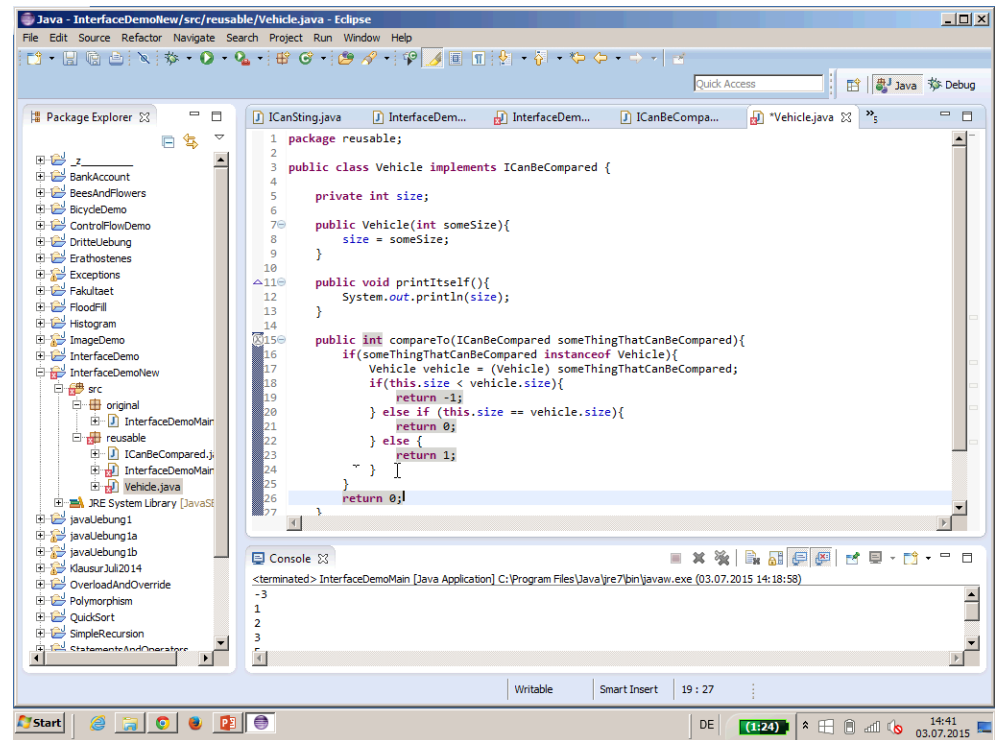 Java - InterfaceDemoNew/src/reusable/Vehicle.java - Eclipse
File Edit Source Refactor Navigate Search Project Run Window Help
Quick Access Java Debug
Package Explorer
_z_________
BankAccount
BeesAndFlowers
BicycleDemo
ControlFlowDemo
DritteUebung
Erathostenes
Exceptions
Fakultaet
FloodFill
Histogram
ImageDemo
InterfaceDemo
InterfaceDemoNew
src
original
InterfaceDemoMain
reusable
ICanBeCompared.j
InterfaceDemoMain
Vehicle.java
JRE System Library [JavaSE
javaUebung1
javaUebung1a
javaUebung1b
KlausurJuli2014
OverloadAndOverride
Polymorphism
QuickSort
SimpleRecursion
StatementsAndOperators
ICanSting.java InterfaceDem... InterfaceDem... ICanBeCompa... *Vehicle.java »5
1 package reusable;
2
3 public class Vehicle implements ICanBeCompared {
4
5 private int size;
6
7 public Vehicle(int someSize){
8 size = someSize;
9 }
10
11 public void printItself(){
12 System.out.println(size);
13 }
14
15 public int compareTo(ICanBeCompared someThingThatCanBeCompared){
16 if(someThingThatCanBeCompared instanceof Vehicle){
17 Vehicle vehicle = (Vehicle) someThingThatCanBeCompared;
18 if(this.size < vehicle.size){
19 return -1;
20 } else if (this.size == vehicle.size){
21 return 0;
22 } else {
23 return 1;
24 }
25 }
26 return 0;
27 }
Console
<terminated> InterfaceDemoMain [Java Application] C:\Program Files\Java\jre7\bin\javaw.exe (03.07.2015 14:18:58)
-3
1
2
3
Writable Smart Insert 19 : 27
Start DE (1:24) 14:41
03.07.2015